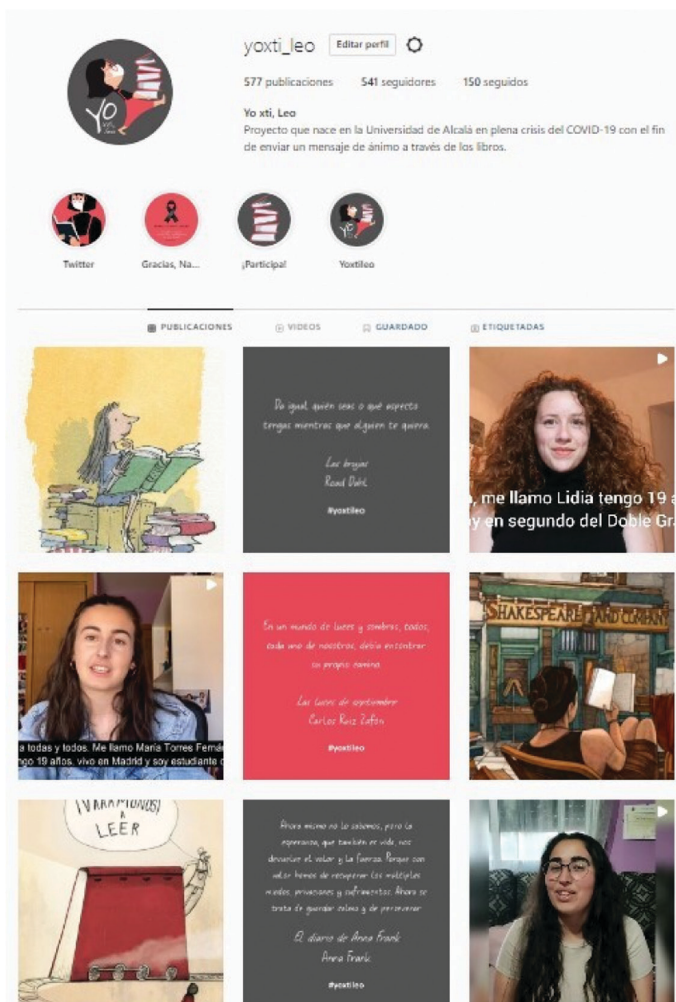 yoxti_leo Editar perfil
577 publicaciones 541 seguidores 150 seguidos
Yo xti, Leo
Proyecto que nace en la Universidad de Alcalá en plena crisis del COVID-19 con el fin
de enviar un mensaje de ánimo a través de los libros.
YO
Twitter Gracias, Na... ¡Participa! Yoxtileo
PUBLICACIONES VIDEOS GUARDADO ETIQUETADAS
Da igual quién seas o qué aspecto
tengas mientras que alguien te quiera.
Las brujas
Roald Dahl
#yoxtileo
, me llamo Lidia tengo 19 a
y en segundo del Doble Gr
a todas y todos. Me llamo María Torres Ferná
go 19 años, vivo en Madrid y soy estudiante
En un mundo de luces y sombras, todos,
cada uno de nosotros, debía encontrar
su propio camino.
Las luces de septiembre
Carlos Ruiz Zafón
#yoxtileo
SHAKESPEARE AND COMPANY
¡VÁRAMONOS!
A
LEER
Ahora mismo no lo sabemos, pero la
esperanza, que también es vida, nos
devuelve el valor y la fuerza. Porque con
valor hemos de recuperar los múltiples
miedos, privaciones y sufrimientos. Ahora se
trata de guardar calma y de perseverar
El diario de Anna Frank
Anna Frank
#yoxtileo